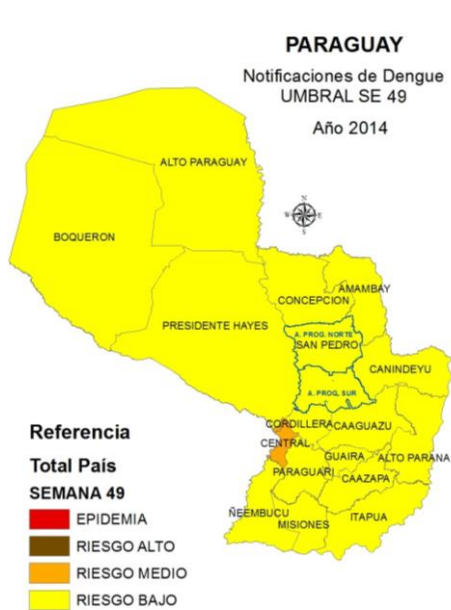 PARAGUAY
Notificaciones de Dengue
UMBRAL SE 49
Año 2014
ALTO PARAGUAY
N
W E
S
BOQUERON
AMAMBAY
CONCEPCION
PRESIDENTE HAYES
A. PROG. NORTE
SAN PEDRO
CANINDEYU
A. PROG. SUR
CORDILLERA
CAAGUAZU
CENTRAL
GUAIRA
ALTO PARANA
PARAGUARI
CAAZAPA
ÑEEMBUCU
MISIONES
ITAPUA
Referencia
Total País
SEMANA 49
EPIDEMIA
RIESGO ALTO
RIESGO MEDIO
RIESGO BAJO